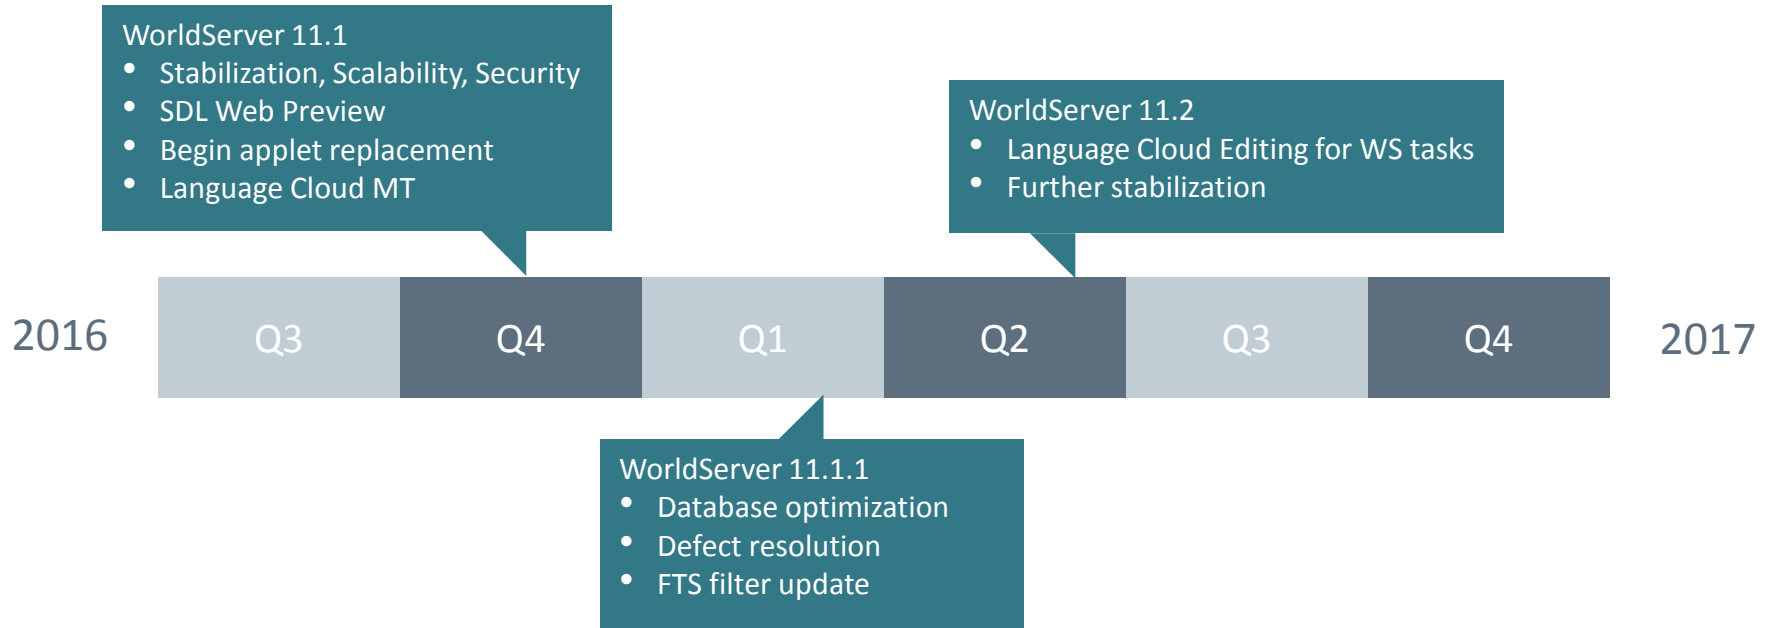 WorldServer 11.1
• Stabilization, Scalability, Security
• SDL Web Preview
• Begin applet replacement
• Language Cloud MT
WorldServer 11.2
• Language Cloud Editing for WS tasks
• Further stabilization
2016
Q3
Q4
Q1
Q2
Q3
Q4
2017
WorldServer 11.1.1
• Database optimization
• Defect resolution
• FTS filter update